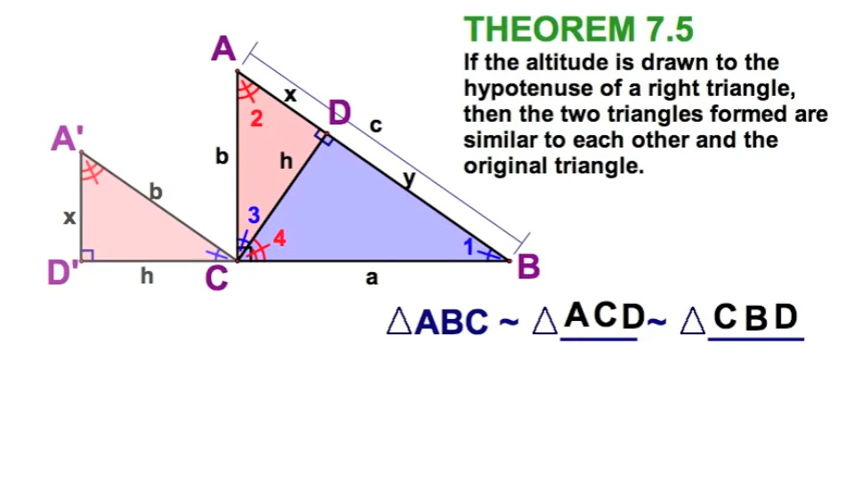 THEOREM 7.5
If the altitude is drawn to the
hypotenuse of a right triangle,
then the two triangles formed are
similar to each other and the
original triangle.
A
x
D
c
2
b
h
y
3
4
1
C
a
B
A'
b
x
D'
h
△ABC ~ △ACD~ △CBD